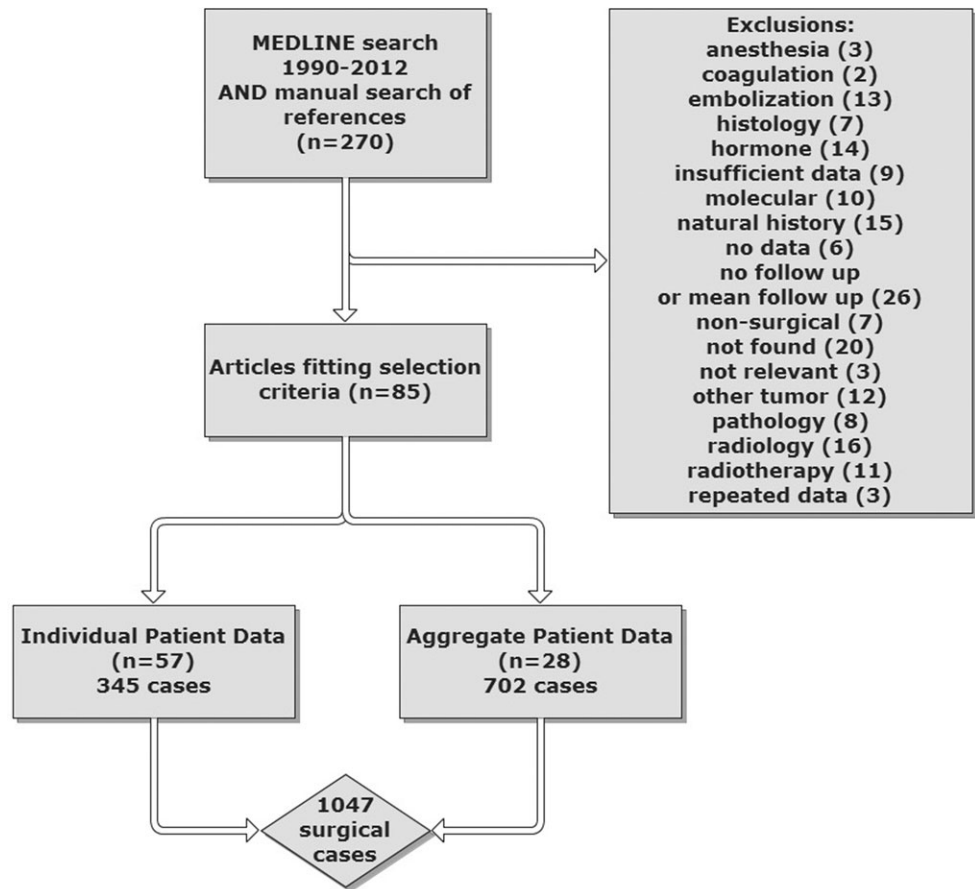 MEDLINE search
1990-2012
AND manual search of
references
(n=270)
Exclusions:
anesthesia (3)
coagulation (2)
embolization (13)
histology (7)
hormone (14)
insufficient data (9)
molecular (10)
natural history (15)
no data (6)
no follow up
or mean follow up (26)
non-surgical (7)
not found (20)
not relevant (3)
other tumor (12)
pathology (8)
radiology (16)
radiotherapy (11)
repeated data (3)
Articles fitting selection
criteria (n=85)
Individual Patient Data
(n=57)
345 cases
Aggregate Patient Data
(n=28)
702 cases
1047
surgical
cases